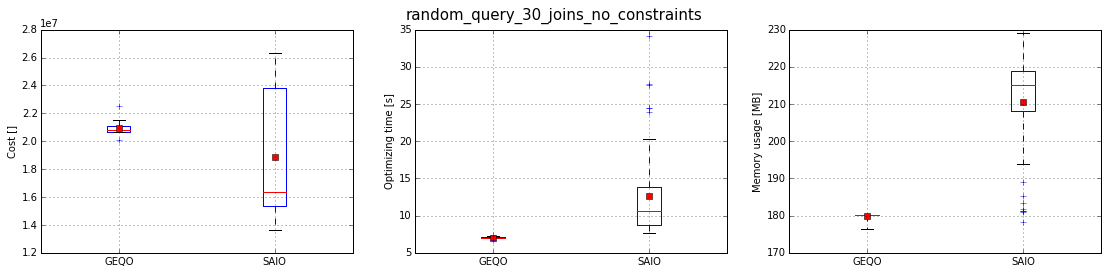 random_query_30_joins_no_constraints
1e7
2.8
2.6
2.4
2.2
2.0
1.8
1.6
1.4
1.2
Cost []
GEQO SAIO
35
30
25
20
15
10
5
Optimizing time [s]
GEQO SAIO
230
220
210
200
190
180
170
Memory usage [MB]
GEQO SAIO